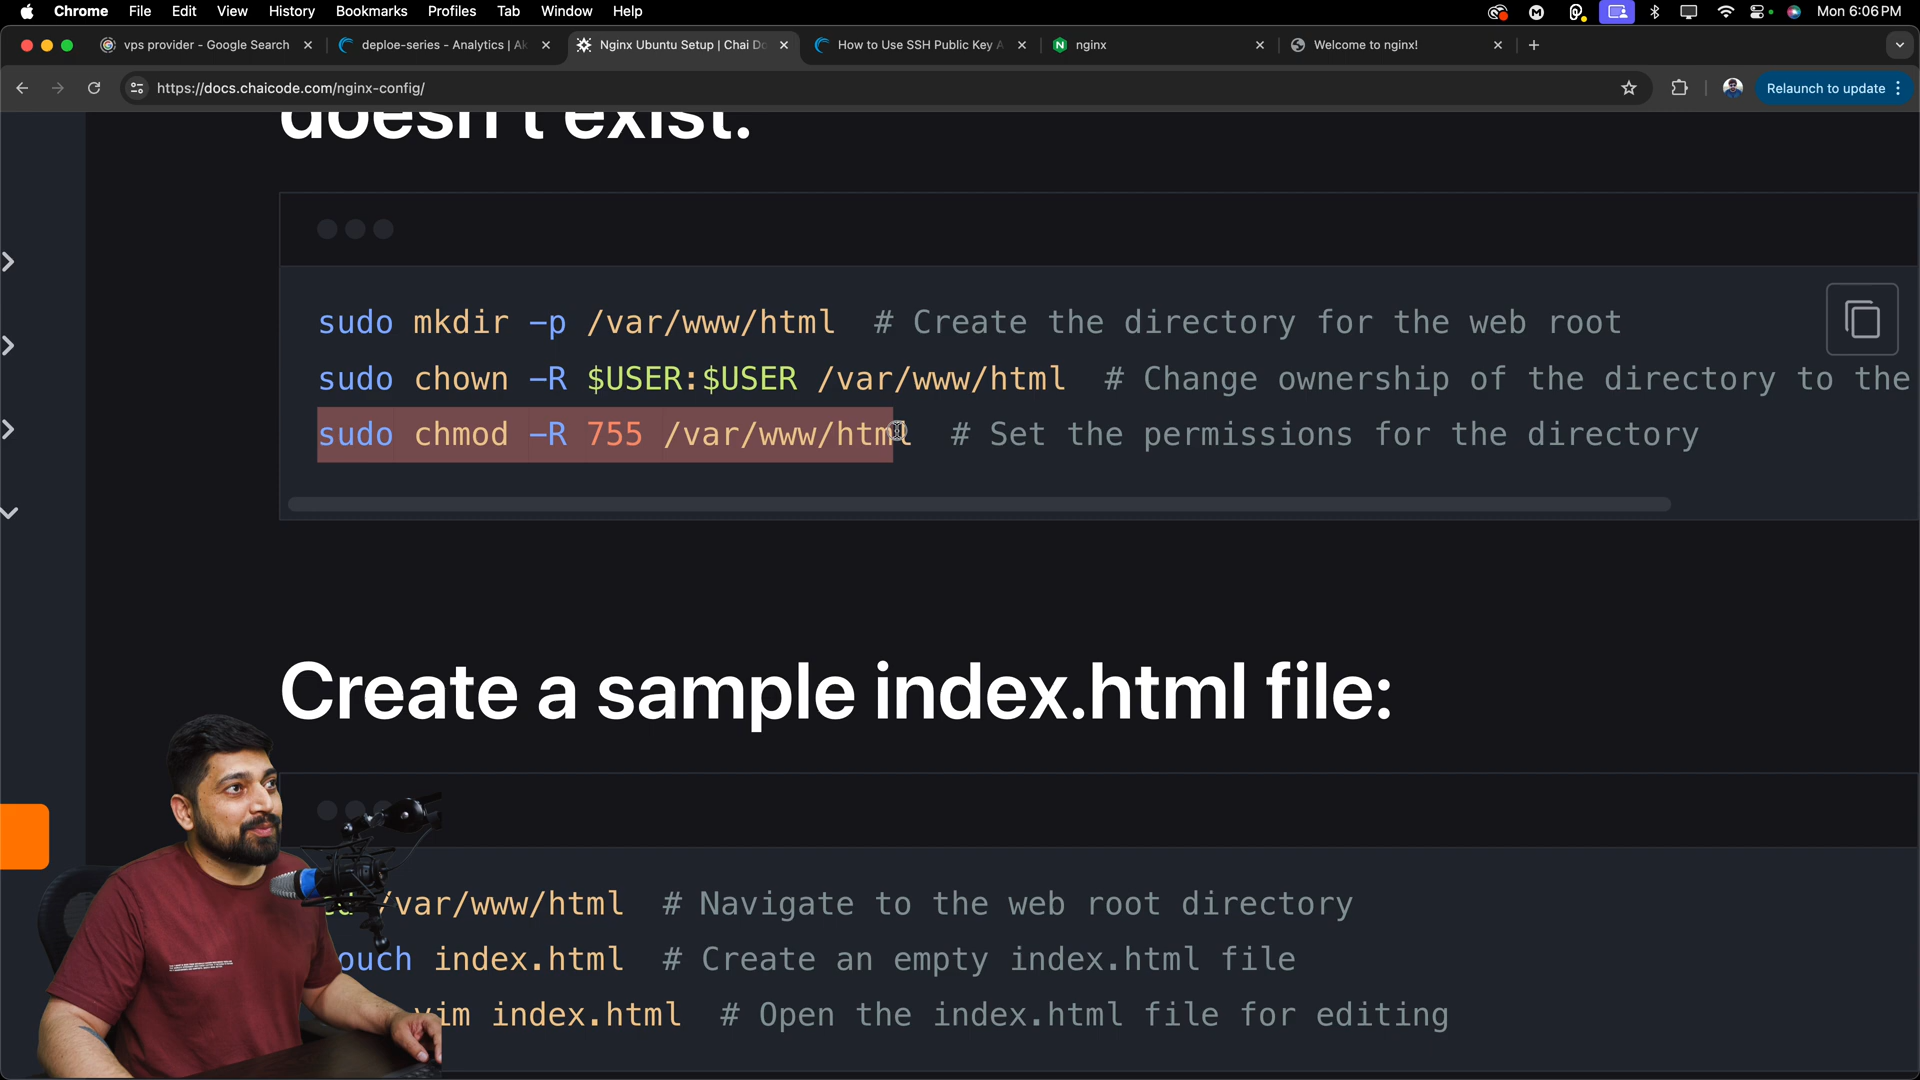 Chrome File Edit View History Bookmarks Profiles Tab Window Help Mon 6:06 PM
vps provider - Google Search deploe-series - Analytics | Ak Nginx Ubuntu Setup | Chai Do How to Use SSH Public Key A nginx Welcome to nginx!
https://docs.chaicode.com/nginx-config/ Relaunch to update
doesn't exist.
sudo mkdir -p /var/www/html # Create the directory for the web root
sudo chown -R $USER:$USER /var/www/html # Change ownership of the directory to the
sudo chmod -R 755 /var/www/html # Set the permissions for the directory
Create a sample index.html file:
cd /var/www/html # Navigate to the web root directory
ouch index.html # Create an empty index.html file
vim index.html # Open the index.html file for editing